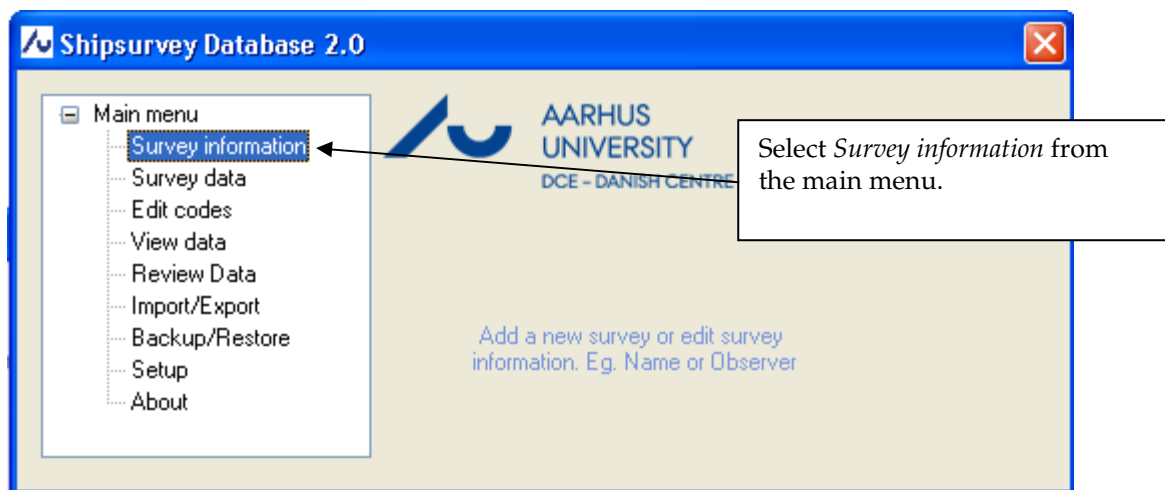 Shipsurvey Database 2.0
Main menu
Survey information
Survey data
Edit codes
View data
Review Data
Import/Export
Backup/Restore
Setup
About
AARHUS
UNIVERSITY
DCE – DANISH CENTRE
Select Survey information from
the main menu.
Add a new survey or edit survey
information. Eg. Name or Observer